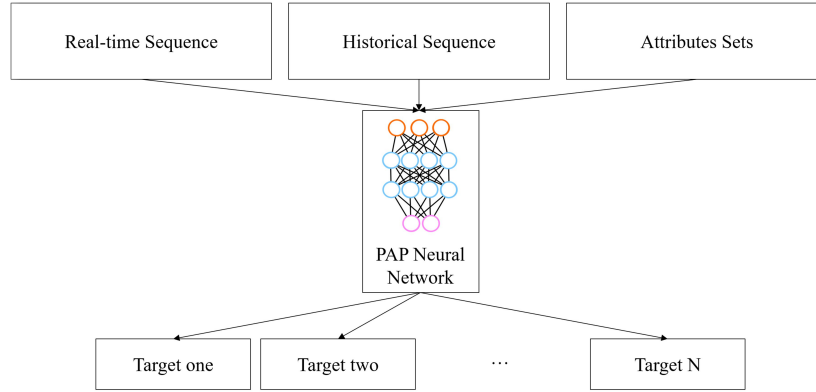 Real-time Sequence
Historical Sequence
Attributes Sets
PAP Neural
Network
Target one
Target two
...
Target N